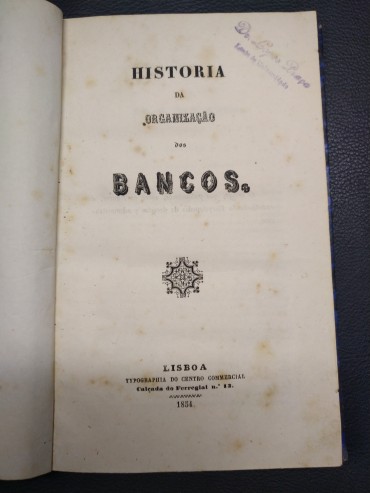 HISTORIA
DA
ORGANIZAÇÃO
dos
BANCOS.
LISBOA
TYPOGRAPHIA DO CENTRO COMMERCIAL
Calçada do Ferregial n.º 13.
1854.